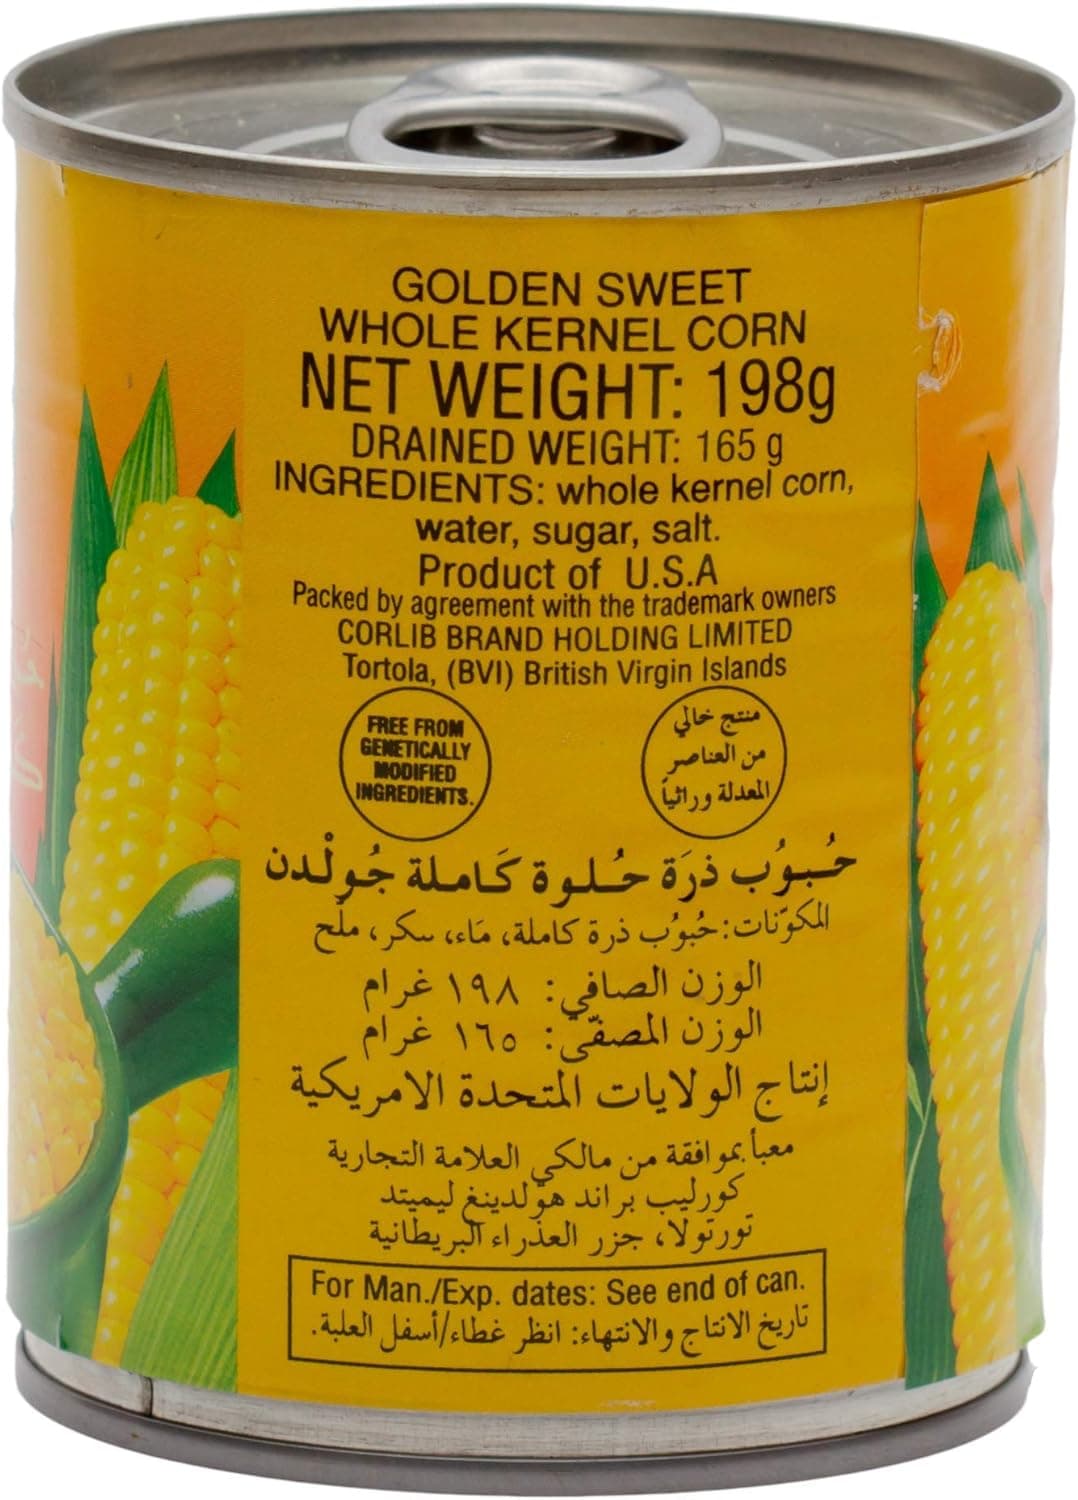 GOLDEN SWEET
WHOLE KERNEL CORN
NET WEIGHT: 198g
DRAINED WEIGHT: 165 g
INGREDIENTS: whole kernel corn,
water, sugar, salt.
Product of U.S.A
Packed by agreement with the trademark owners
CORLIB BRAND HOLDING LIMITED
Tortola, (BVI) British Virgin Islands
FREE FROM
GENETICALLY
MODIFIED
INGREDIENTS.
منتج خالي
من العناصر
المعدلة وراثياً
حُبوُب ذرَة حُلوة كَاملة جُولْدن
المكوّنات: حُبُوُب ذرة كاملة، مَاء، سكر، ملَح
الوزن الصافي: ١٩٨ غرام
الوزن المصفّى: ١٦٥ غرام
إنتاج الولايات المتحدة الامريكية
معبأ بموافقة من مالكي العلامة التجارية
كورليب براند هولدينغ ليميتد
تورتولا، جزر العذراء البريطانية
For Man./Exp. dates: See end of can.
تاريخ الانتاج والانتهاء: انظر غطاء/أسفل العلبة.